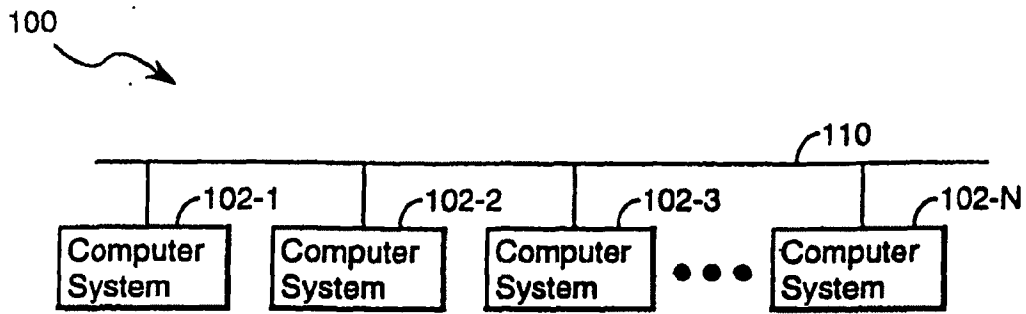 100
110
102-1
102-2
102-3
102-N
Computer
System
Computer
System
Computer
System
Computer
System